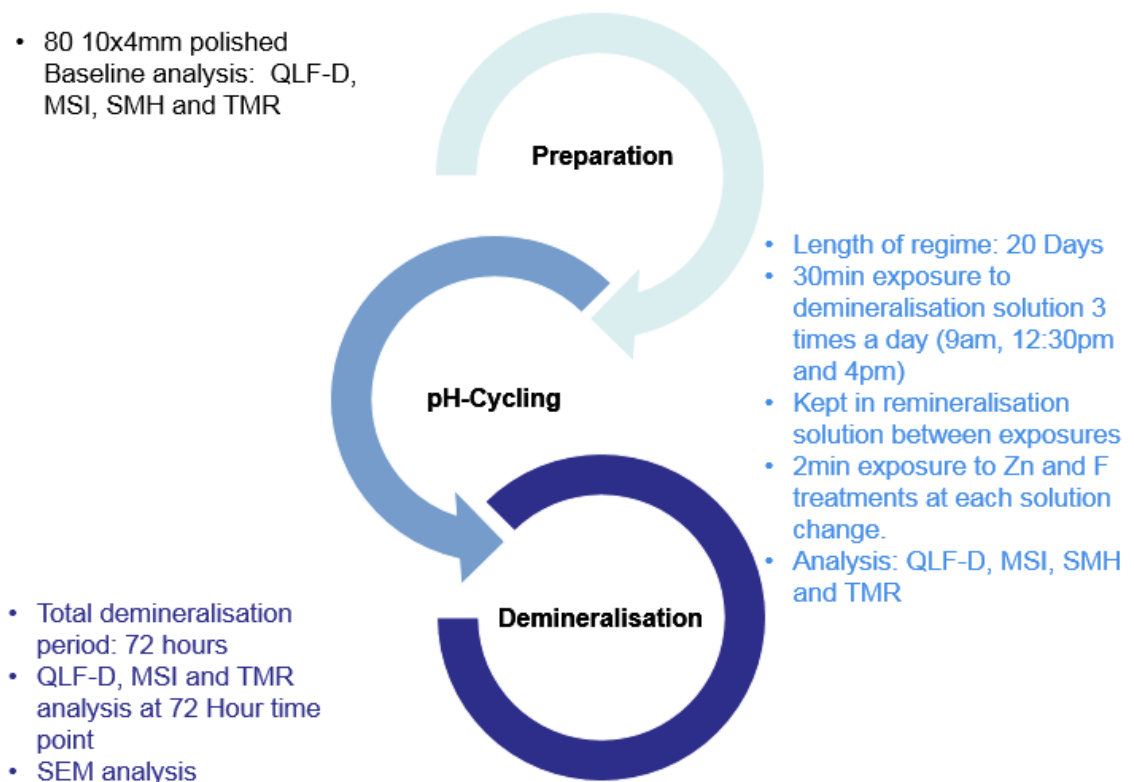 • 80 10x4mm polished
Baseline analysis: QLF-D,
MSI, SMH and TMR
Preparation
• Length of regime: 20 Days
• 30min exposure to
demineralisation solution 3
times a day (9am, 12:30pm
and 4pm)
• Kept in remineralisation
solution between exposures
• 2min exposure to Zn and F
treatments at each solution
change.
• Analysis: QLF-D, MSI, SMH
and TMR
pH-Cycling
Demineralisation
• Total demineralisation
period: 72 hours
• QLF-D, MSI and TMR
analysis at 72 Hour time
point
• SEM analysis